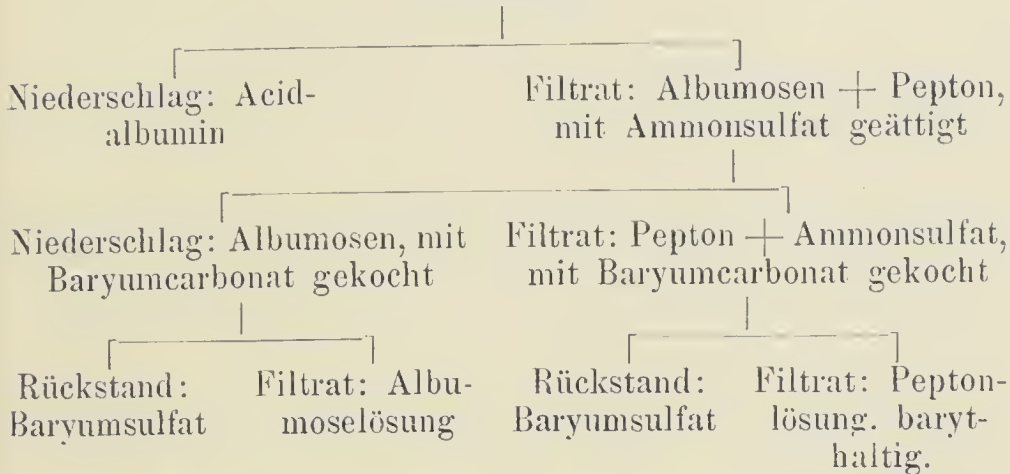 Niederschlag: Acid-
albumin
Filtrat: Albumosen + Pepton,
mit Ammonsulfat geättigt
Niederschlag: Albumosen, mit
Baryumcarbonat gekocht
Filtrat: Pepton + Ammonsulfat,
mit Baryumcarbonat gekocht
Rückstand:
Baryumsulfat
Filtrat: Albu-
moselösung
Rückstand:
Baryumsulfat
Filtrat: Pepton-
lösung. baryt-
haltig.